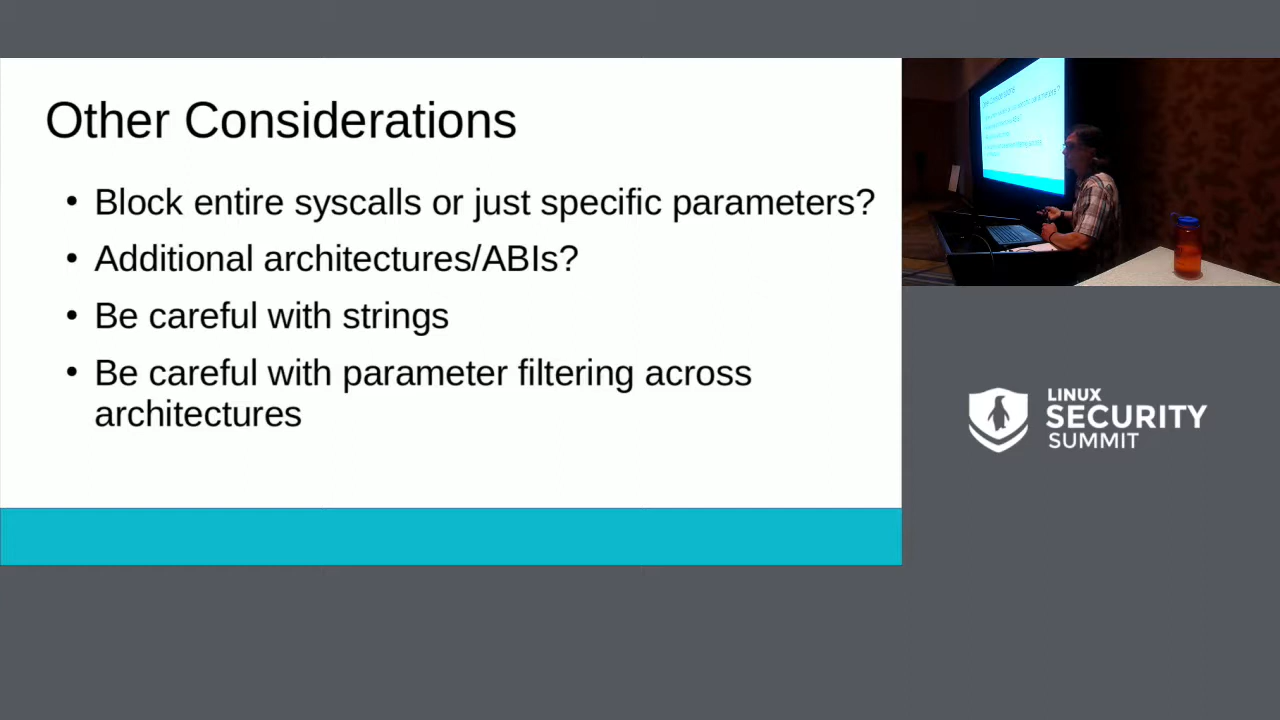 Other Considerations
• Block entire syscalls or just specific parameters?
• Additional architectures/ABIs?
• Be careful with strings
• Be careful with parameter filtering across
architectures
LINUX
SECURITY
SUMMIT